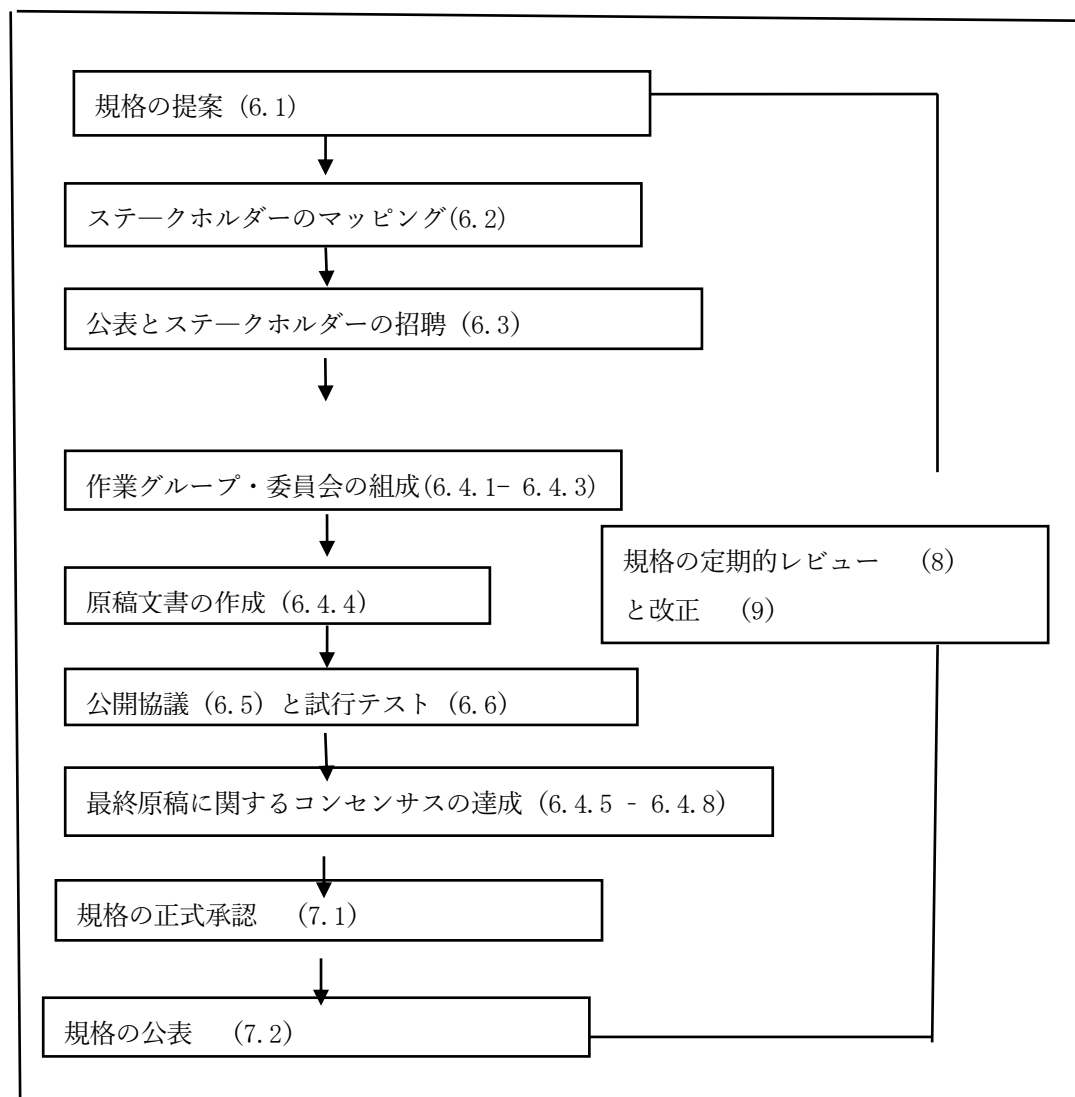 規格の提案 (6.1)
ステ―クホルダーのマッピング(6.2)
公表とステ―クホルダーの招聘 (6.3)
作業グループ・委員会の組成(6.4.1- 6.4.3)
規格の定期的レビュー　(8)
と改正　(9)
原稿文書の作成 (6.4.4)
公開協議 (6.5) と試行テスト (6.6)
最終原稿に関するコンセンサスの達成 (6.4.5 - 6.4.8)
規格の正式承認　(7.1)
規格の公表　(7.2)